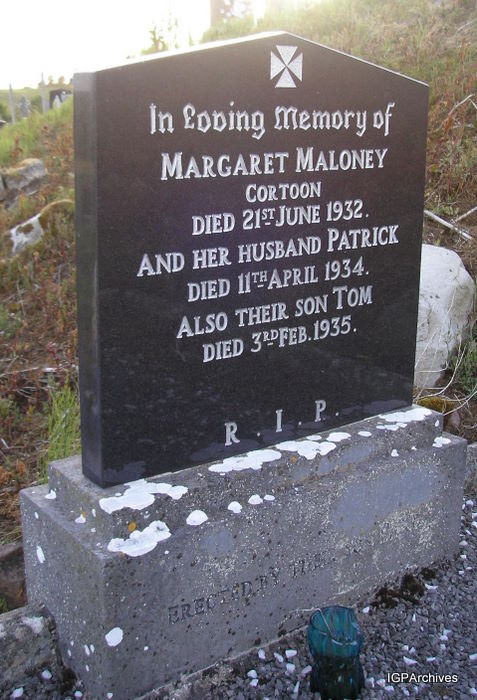 In Loving Memory of
MARGARET MALONEY
CORTOON
DIED 21ST JUNE 1932.
AND HER HUSBAND PATRICK
DIED 11TH APRIL 1934.
ALSO THEIR SON TOM
DIED 3RD FEB. 1935.
R. I. P.
ERECTED BY
IGPArchives